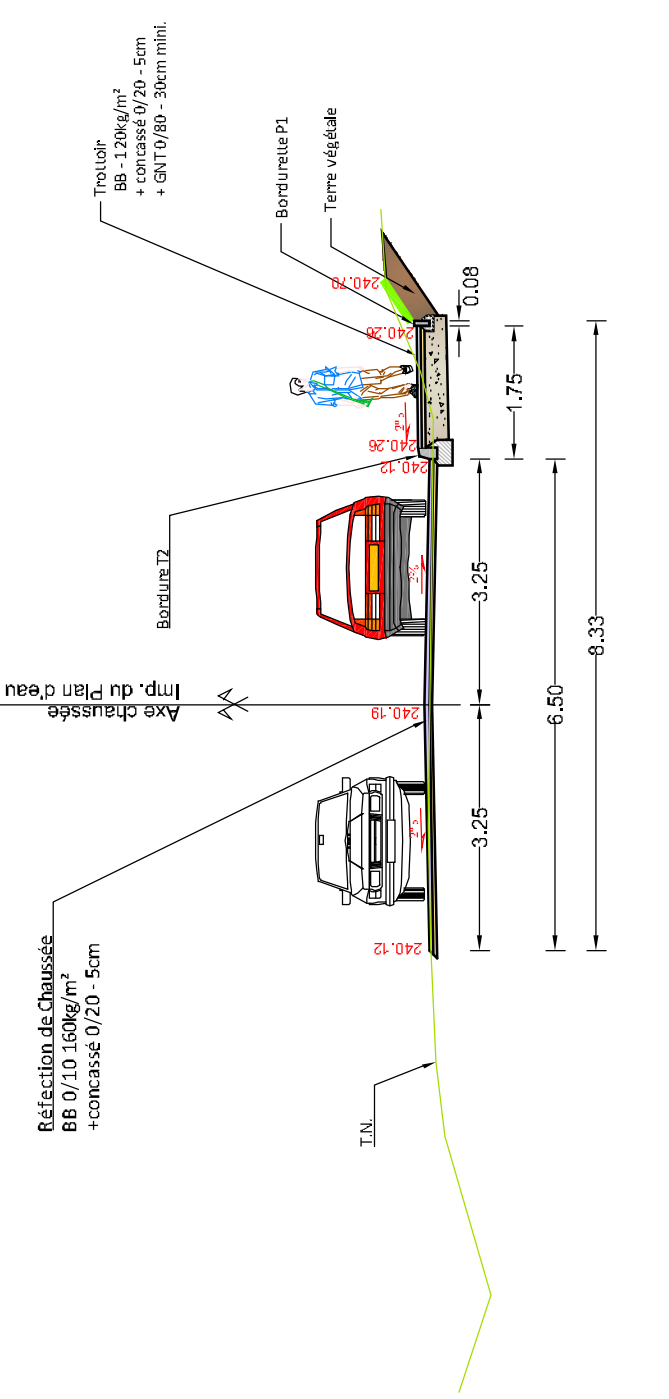 Trottoir
BB - 120kg/m²
+ concassé 0/20 - 5cm
+ GNT 0/80 - 30cm mini.
Bordurette P1
Terre végétale
Bordure T2
Axe chaussée
Imp. du Plan d'eau
Réfection de Chaussée
BB 0/10 160kg/m²
+concassé 0/20 - 5cm
T.N.
240.12
240.19
240.12
240.26
240.26
240.70
2%
3.25
3.25
1.75
0.08
6.50
8.33